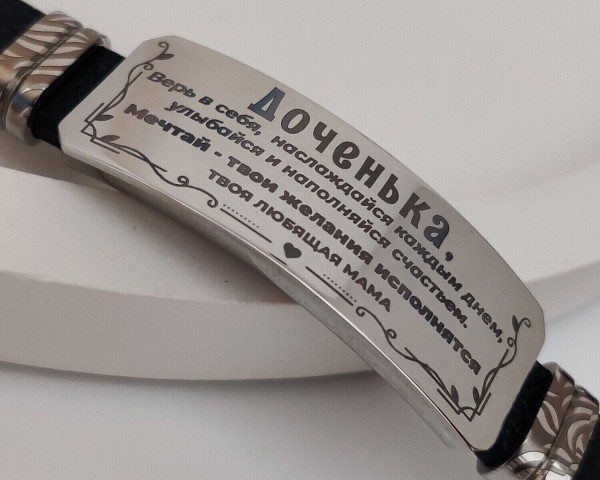 Доченька,
Верь в себя, наслаждайся каждым днем,
улыбайся и наполняйся счастьем.
Мечтай - твои желания исполнятся
ТВОЯ ЛЮБЯЩАЯ МАМА